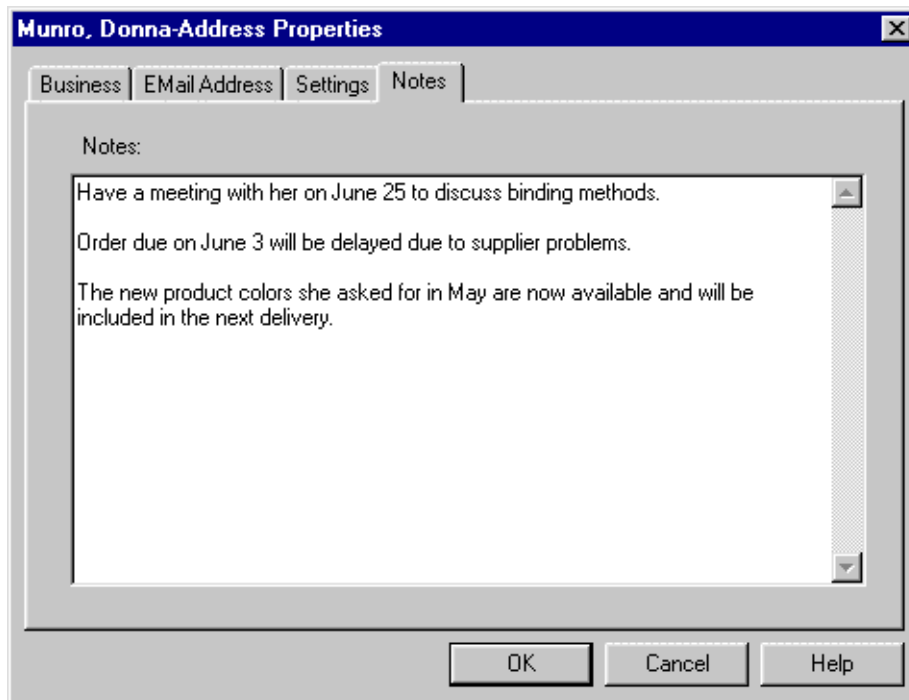 Munro, Donna-Address Properties
Business EMail Address Settings Notes
Notes:
Have a meeting with her on June 25 to discuss binding methods.
Order due on June 3 will be delayed due to supplier problems.
The new product colors she asked for in May are now available and will be
included in the next delivery.
OK Cancel Help